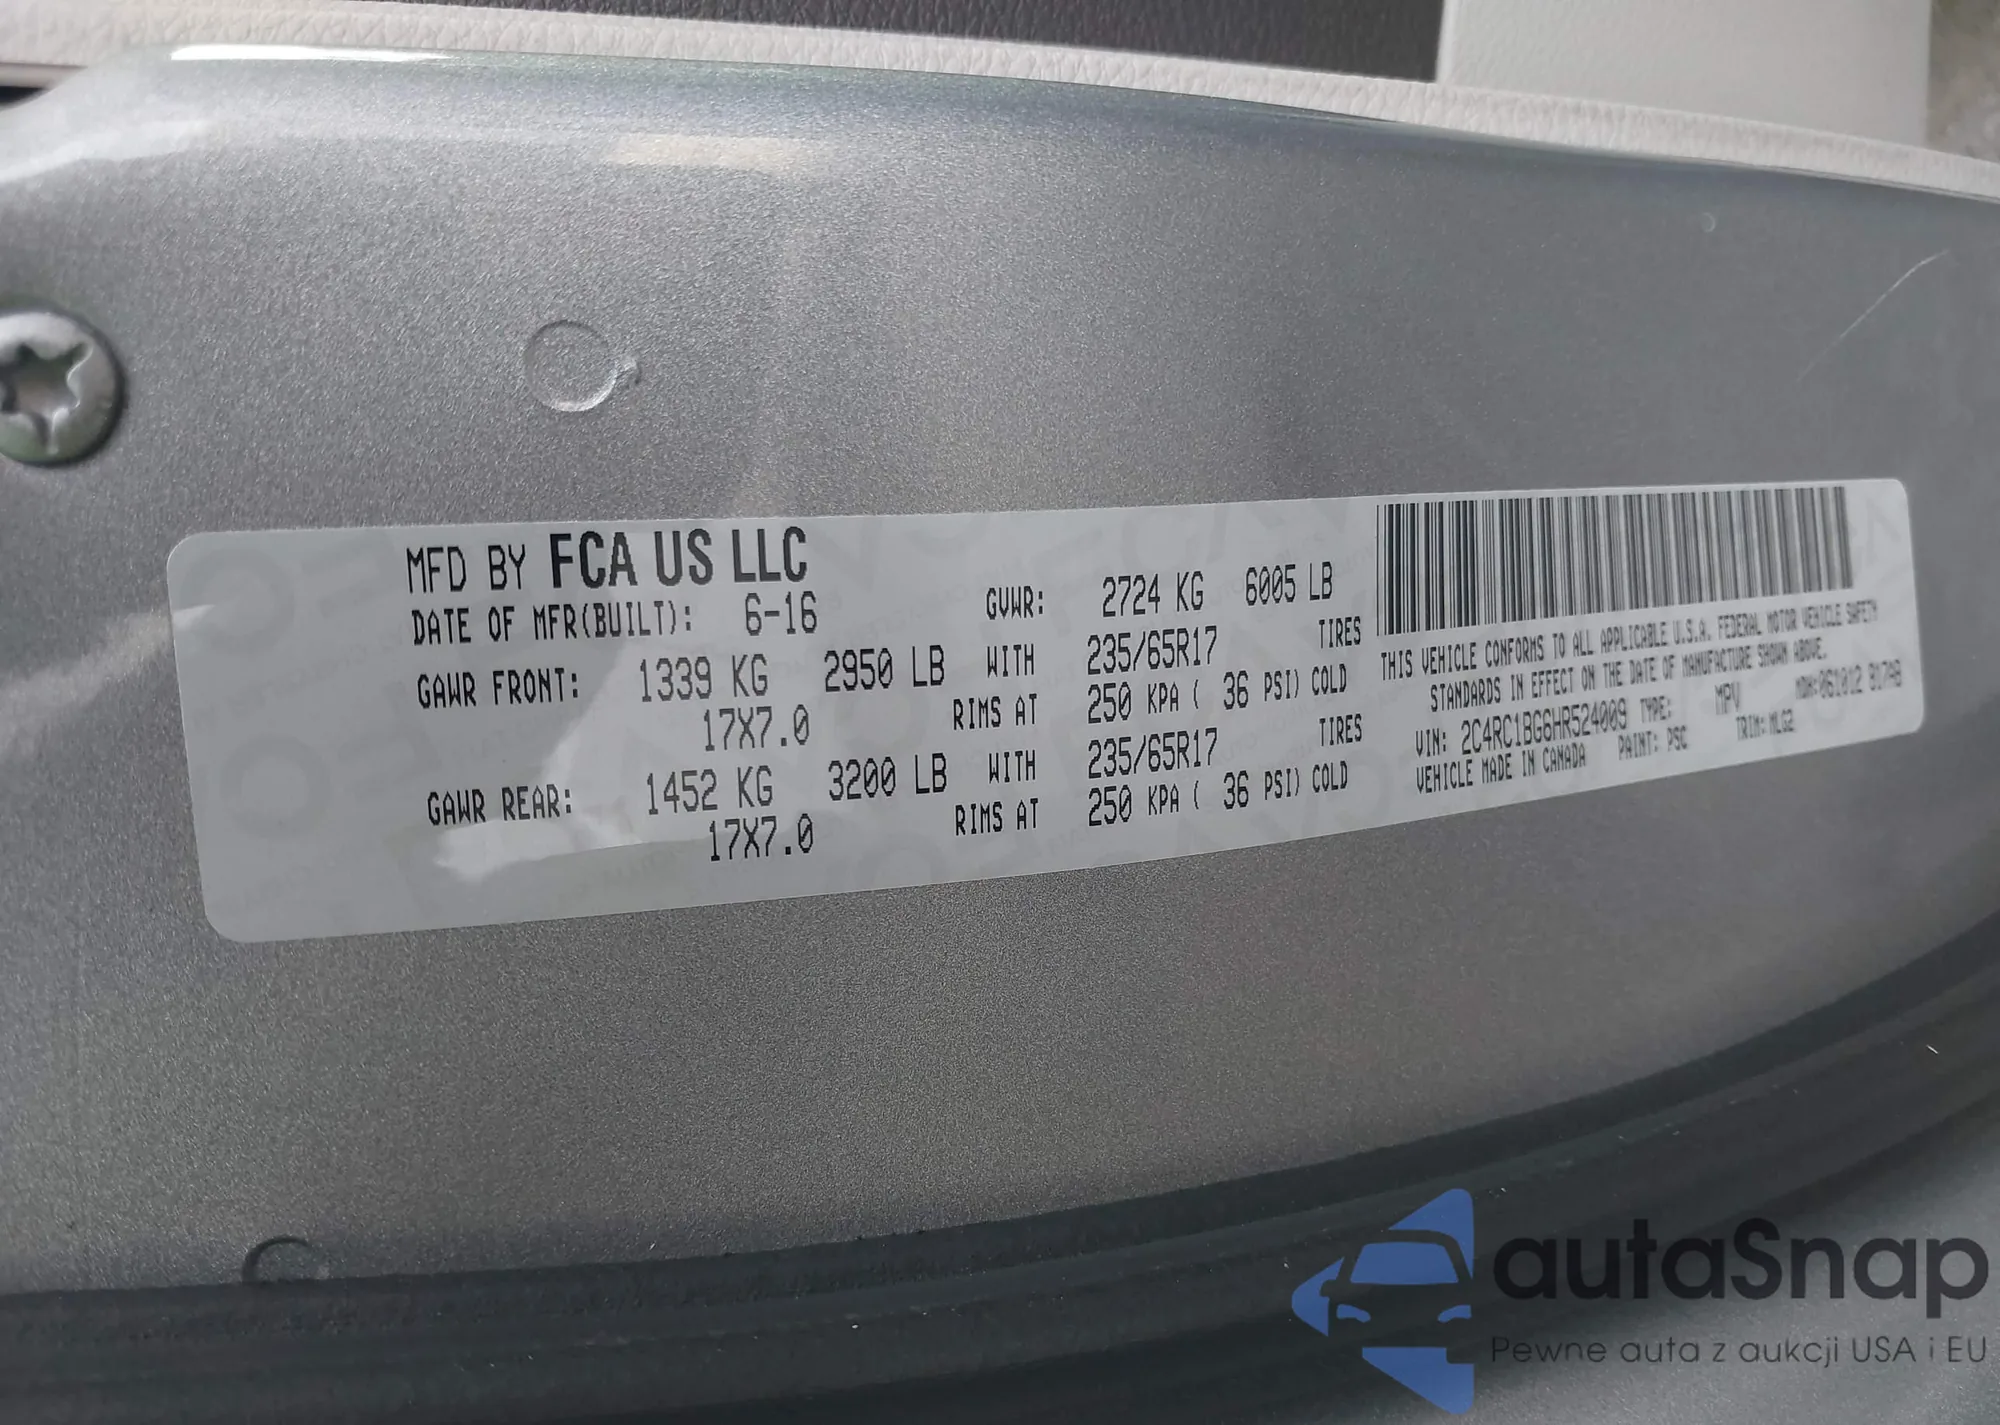 MFD BY FCA US LLC
DATE OF MFR(BUILT): 6-16 GVWR: 2724 KG 6005 LB
GAWR FRONT: 1339 KG 2950 LB WITH 235/65R17 TIRES
17X7.0 RIMS AT 250 KPA ( 36 PSI) COLD
GAWR REAR: 1452 KG 3200 LB WITH 235/65R17 TIRES
17X7.0 RIMS AT 250 KPA ( 36 PSI) COLD
THIS VEHICLE CONFORMS TO ALL APPLICABLE U.S.A. FEDERAL MOTOR VEHICLE SAFETY
STANDARDS IN EFFECT ON THE DATE OF MANUFACTURE SHOWN ABOVE.
VIN: 2C4RC1BG6HR524009 TYPE: MPV MDH:061012
VEHICLE MADE IN CANADA PAINT: PSC TRIM:
autaSnap
Pewne auta z aukcji USA i EU